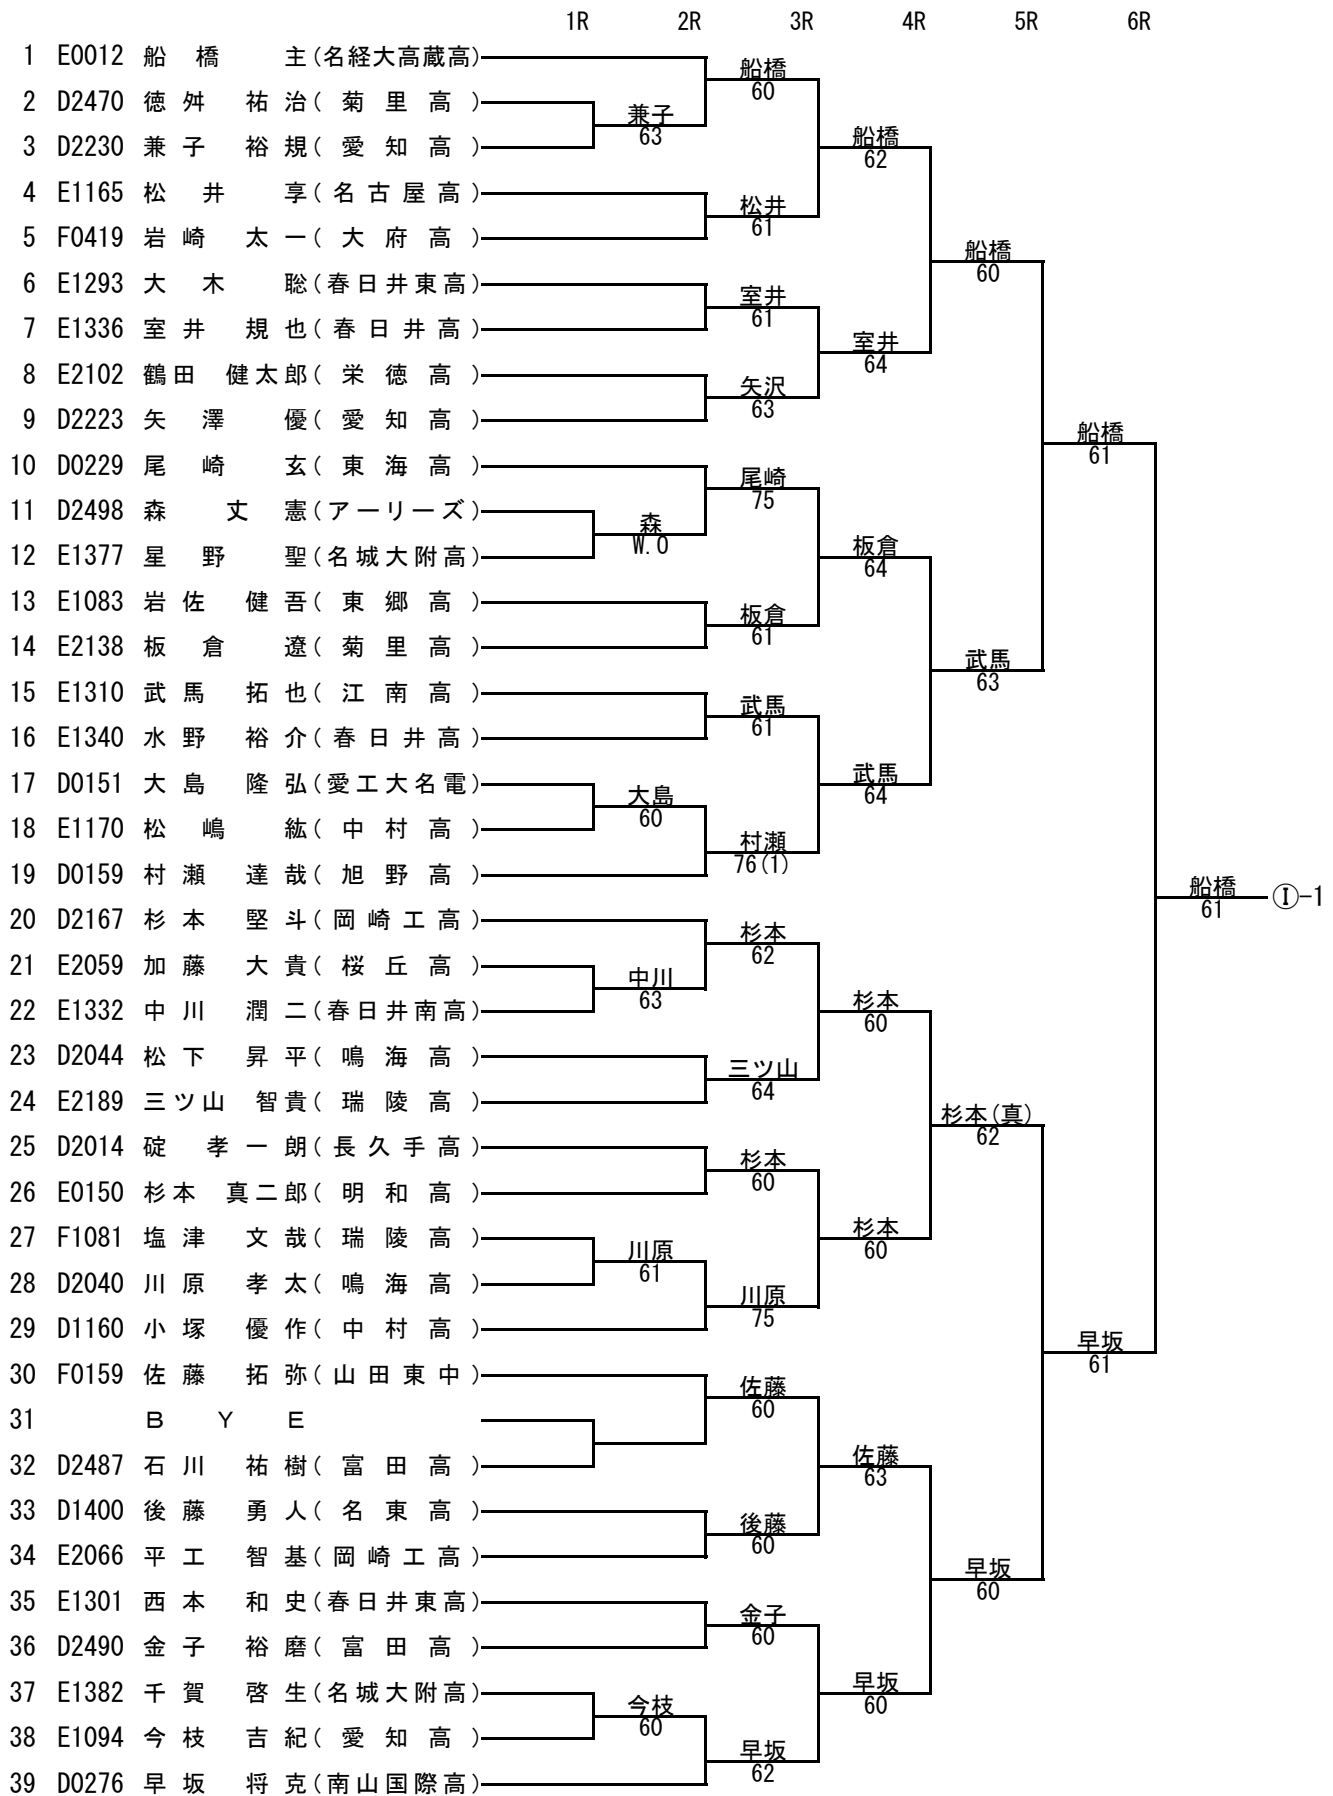 1R 2R 3R 4R 5R 6R
1 E0012 船橋 主(名経大高蔵高)
船橋
60
2 D2470 徳舛 祐治(菊里高)
兼子
63
3 D2230 兼子 裕規(愛知高)
船橋
62
4 E1165 松井 享(名古屋高)
松井
61
5 F0419 岩崎 太一(大府高)
船橋
60
6 E1293 大木 聡(春日井東高)
室井
61
7 E1336 室井 規也(春日井高)
室井
64
8 E2102 鶴田 健太郎(栄徳高)
矢沢
63
9 D2223 矢澤 優(愛知高)
船橋
61
10 D0229 尾崎 玄(東海高)
尾崎
75
11 D2498 森 丈憲(アーリーズ)
森
W.O
12 E1377 星野 聖(名城大附高)
板倉
64
13 E1083 岩佐 健吾(東郷高)
板倉
61
14 E2138 板倉 遼(菊里高)
武馬
63
15 E1310 武馬 拓也(江南高)
武馬
61
16 E1340 水野 裕介(春日井高)
武馬
64
17 D0151 大島 隆弘(愛工大名電)
大島
60
18 E1170 松嶋 紘(中村高)
村瀬
76(1)
19 D0159 村瀬 達哉(旭野高)
船橋
61
Ⓘ-1
20 D2167 杉本 堅斗(岡崎工高)
杉本
62
21 E2059 加藤 大貴(桜丘高)
中川
63
22 E1332 中川 潤二(春日井南高)
杉本
60
23 D2044 松下 昇平(鳴海高)
三ツ山
64
24 E2189 三ツ山 智貴(瑞陵高)
杉本(真)
62
25 D2014 碇 孝一朗(長久手高)
杉本
60
26 E0150 杉本 真二郎(明和高)
杉本
60
27 F1081 塩津 文哉(瑞陵高)
川原
61
28 D2040 川原 孝太(鳴海高)
川原
75
29 D1160 小塚 優作(中村高)
早坂
61
30 F0159 佐藤 拓弥(山田東中)
佐藤
60
31 BYE
32 D2487 石川 祐樹(富田高)
佐藤
63
33 D1400 後藤 勇人(名東高)
後藤
60
34 E2066 平工 智基(岡崎工高)
早坂
60
35 E1301 西本 和史(春日井東高)
金子
60
36 D2490 金子 裕磨(富田高)
早坂
60
37 E1382 千賀 啓生(名城大附高)
今枝
60
38 E1094 今枝 吉紀(愛知高)
早坂
62
39 D0276 早坂 将克(南山国際高)